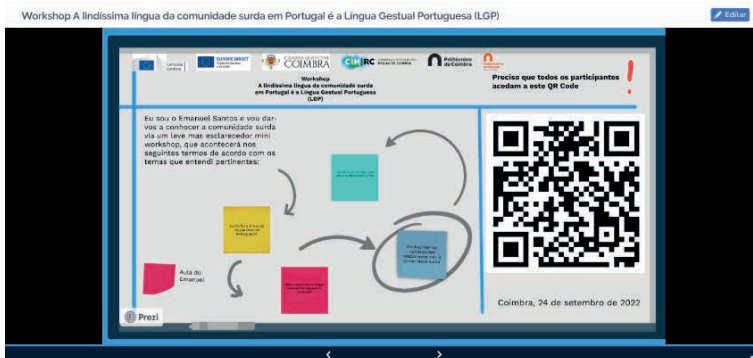 Workshop A lindíssima língua da comunidade surda em Portugal é a Língua Gestual Portuguesa (LGP)
Editar
EUROPE DIRECT
COIMBRA
CIM RC
Politécnico
de Coimbra
Workshop
A lindíssima língua da comunidade surda
em Portugal é a Língua Gestual Portuguesa
(LGP)
Preciso que todos os participantes
acedam a este QR Code
Eu sou o Emanuel Santos e vou dar-
vos a conhecer a comunidade surda
via um leve mas esclarecedor mini
workshop, que acontecerá nos
seguintes termos de acordo com os
temas que entendi pertinentes:
Aula do
Emanuel
Coimbra, 24 de setembro de 2022
Prezi